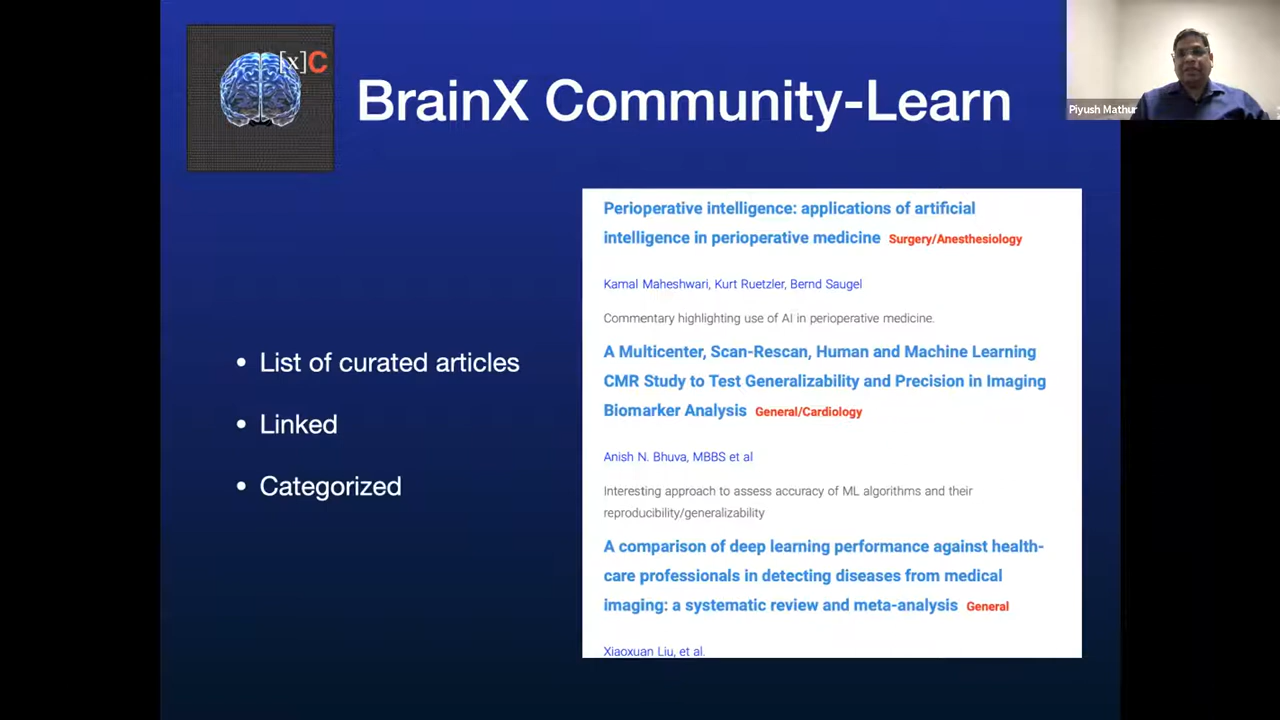 [x]C
BrainX Community-Learn
Piyush Mathur
• List of curated articles
• Linked
• Categorized
Perioperative intelligence: applications of artificial
intelligence in perioperative medicine Surgery/Anesthesiology
Kamal Maheshwari, Kurt Ruetzler, Bernd Saugel
Commentary highlighting use of AI in perioperative medicine.
A Multicenter, Scan-Rescan, Human and Machine Learning
CMR Study to Test Generalizability and Precision in Imaging
Biomarker Analysis General/Cardiology
Anish N. Bhuva, MBBS et al
Interesting approach to assess accuracy of ML algorithms and their
reproducibility/generalizability
A comparison of deep learning performance against health-
care professionals in detecting diseases from medical
imaging: a systematic review and meta-analysis General
Xiaoxuan Liu, et al.